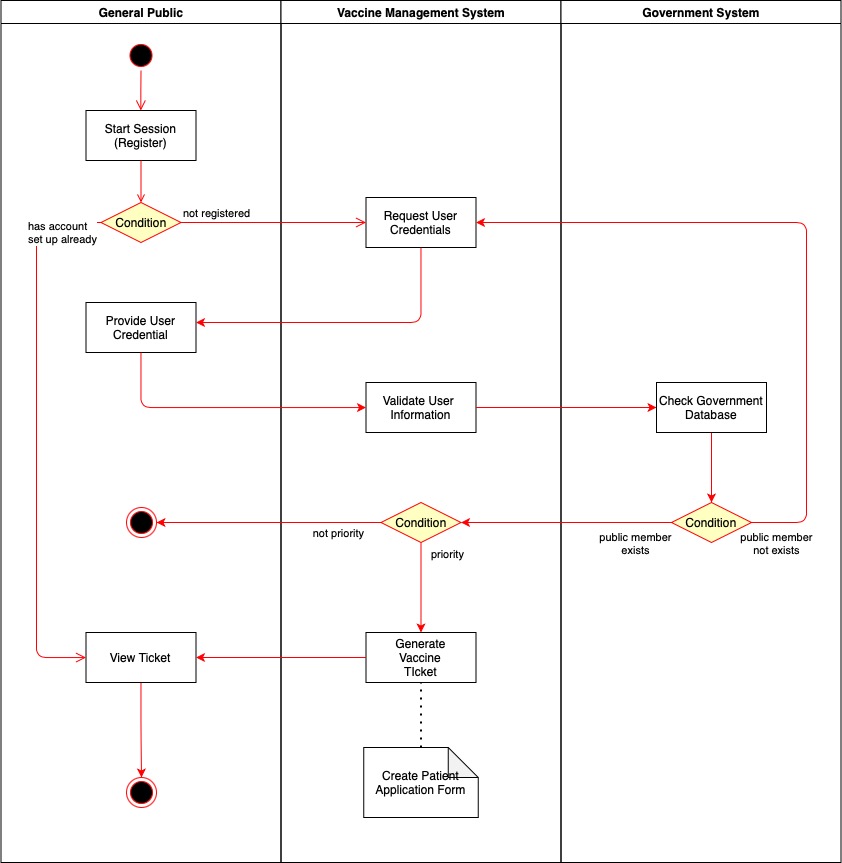 General Public
Vaccine Management System
Government System
Start Session
(Register)
Condition
not registered
has account
set up already
Request User
Credentials
Provide User
Credential
Validate User
Information
Check Government
Database
Condition
not priority
priority
Condition
public member
exists
public member
not exists
View Ticket
Generate
Vaccine
TIcket
Create Patient
Application Form